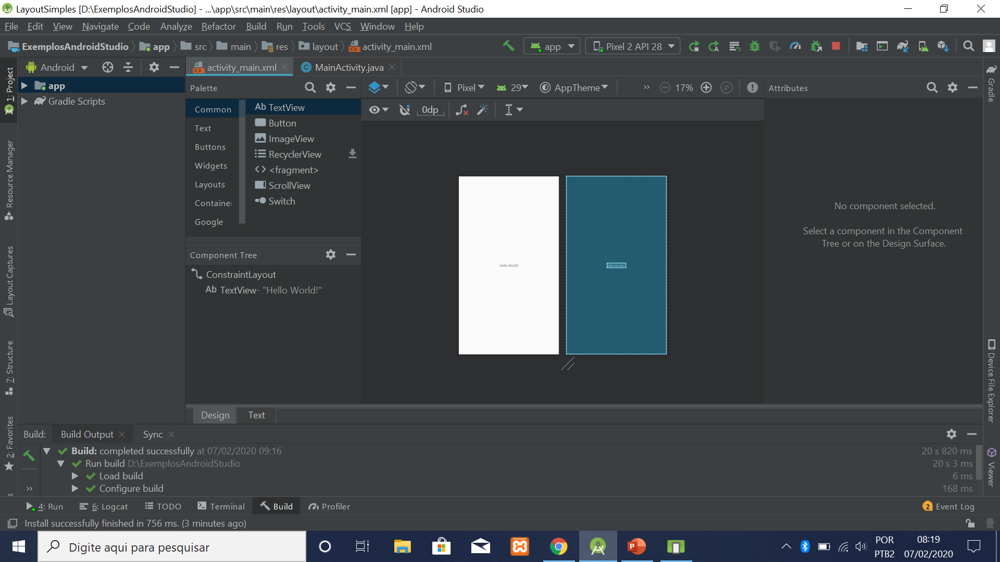 LayoutSimples [D:\ExemplosAndroidStudio] - ...\app\src\main\res\layout\activity_main.xml [app] - Android Studio
File Edit View Navigate Code Analyze Refactor Build Run Tools VCS Window Help
ExemplosAndroidStudio app src main res layout activity_main.xml app Pixel 2 API 28
1: Project
Resource Manager
Layout Captures
7: Structure
2: Favorites
Android
app
Gradle Scripts
activity_main.xml MainActivity.java
Palette
Common
Text
Buttons
Widgets
Layouts
Google
Ab TextView
Button
ImageView
RecyclerView
<> <fragment>
ScrollView
Switch
Component Tree
ConstraintLayout
Ab TextView- "Hello World!"
Pixel 29 AppTheme >> 17%
0dp
Hello World!
Attributes
No component selected.
Select a component in the Component
Tree or on the Design Surface.
Gradle
Device File Explorer
Viewer
Design Text
Build: Build Output Sync
Build: completed successfully at 07/02/2020 09:16 20 s 820 ms
Run build D:\ExemplosAndroidStudio 20 s 3 ms
Load build 6 ms
Configure build 168 ms
>>
4: Run 6: Logcat TODO Terminal Build Profiler 2 Event Log
Install successfully finished in 756 ms. (3 minutes ago)
Digite aqui para pesquisar
POR 08:19
PTB2 07/02/2020